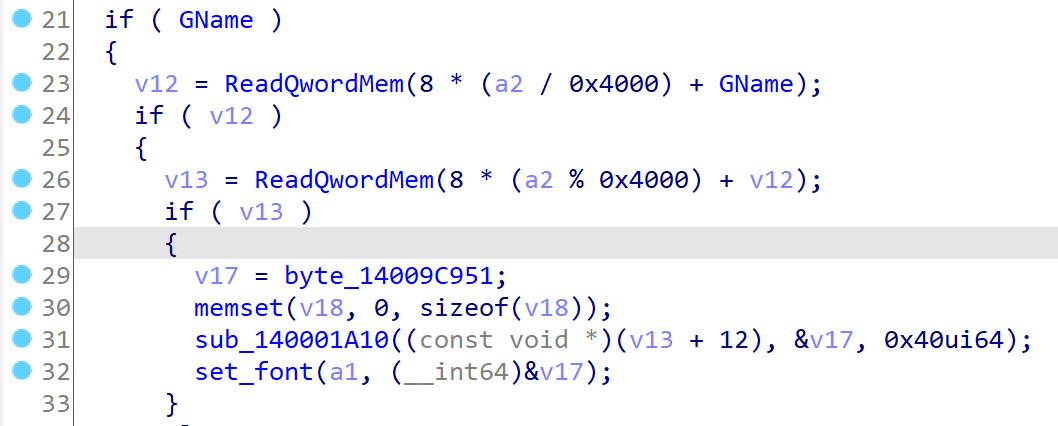 21 if ( GName )
22 {
23 v12 = ReadQwordMem(8 * (a2 / 0x4000) + GName);
24 if ( v12 )
25 {
26 v13 = ReadQwordMem(8 * (a2 % 0x4000) + v12);
27 if ( v13 )
28 {
29 v17 = byte_14009C951;
30 memset(v18, 0, sizeof(v18));
31 sub_140001A10((const void *)(v13 + 12), &v17, 0x40ui64);
32 set_font(a1, (__int64)&v17);
33 }